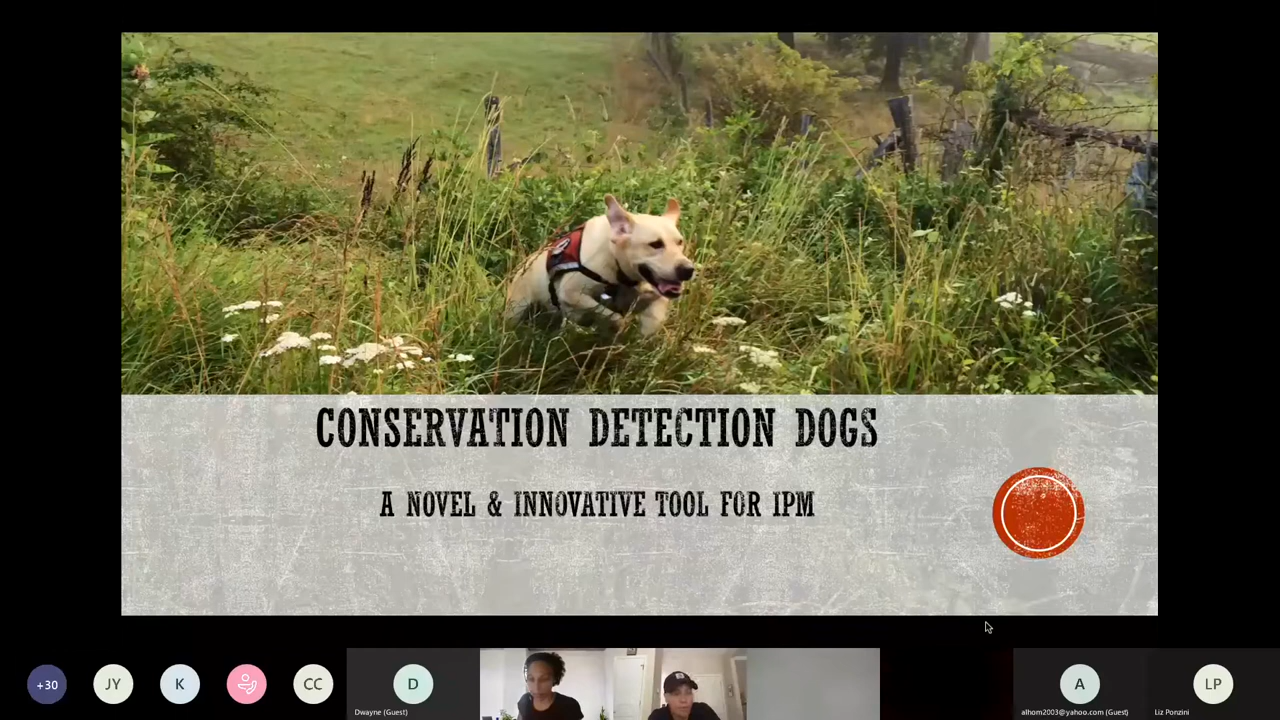 CONSERVATION DETECTION DOGS
A NOVEL & INNOVATIVE TOOL FOR IPM
+30
JY
K
CC
D
Dwayne (Guest)
A
alhom2003@yahoo.com (Guest)
LP
Liz Ponzini